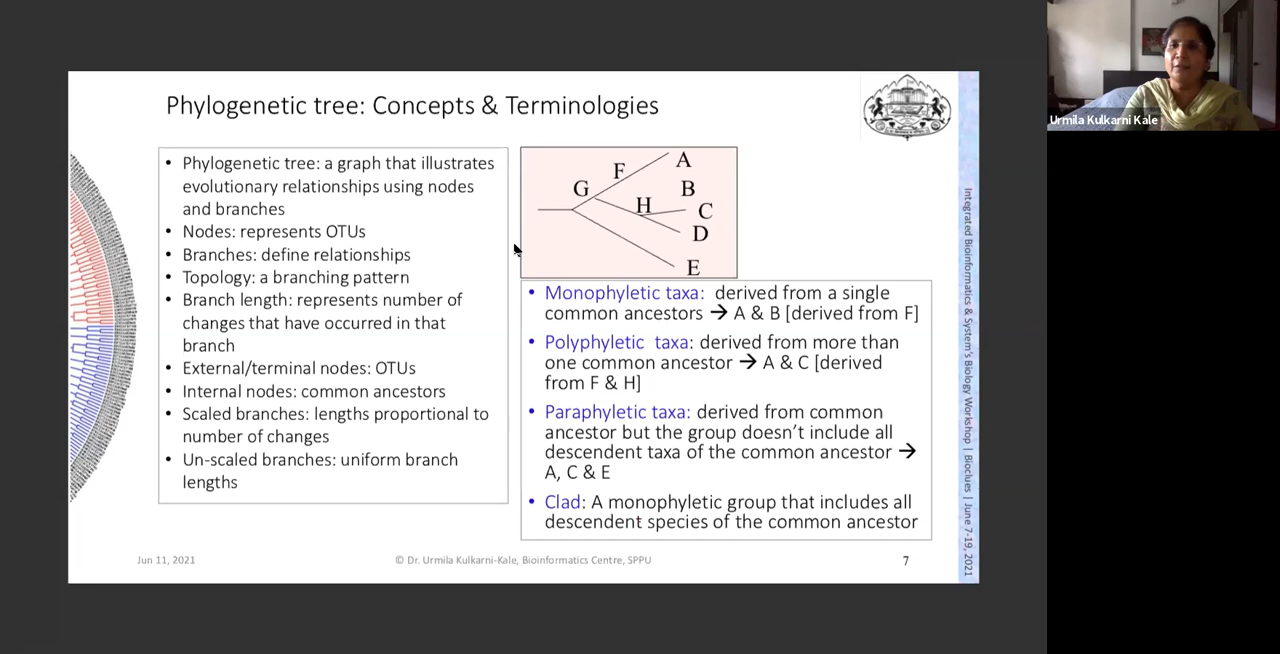 Phylogenetic tree: Concepts & Terminologies
• Phylogenetic tree: a graph that illustrates
evolutionary relationships using nodes
and branches
• Nodes: represents OTUs
• Branches: define relationships
• Topology: a branching pattern
• Branch length: represents number of
changes that have occurred in that
branch
• External/terminal nodes: OTUs
• Internal nodes: common ancestors
• Scaled branches: lengths proportional to
number of changes
• Un-scaled branches: uniform branch
lengths
A
F
G
B
H
C
D
E
• Monophyletic taxa: derived from a single
common ancestors → A & B [derived from F]
• Polyphyletic taxa: derived from more than
one common ancestor → A & C [derived
from F & H]
• Paraphyletic taxa: derived from common
ancestor but the group doesn't include all
descendent taxa of the common ancestor →
A, C & E
• Clad: A monophyletic group that includes all
descendent species of the common ancestor
Jun 11, 2021
© Dr. Urmila Kulkarni-Kale, Bioinformatics Centre, SPPU
7
Integrated Bioinformatics & System's Biology Workshop | Bioclues | June 7-19, 2021
Urmila Kulkarni Kale